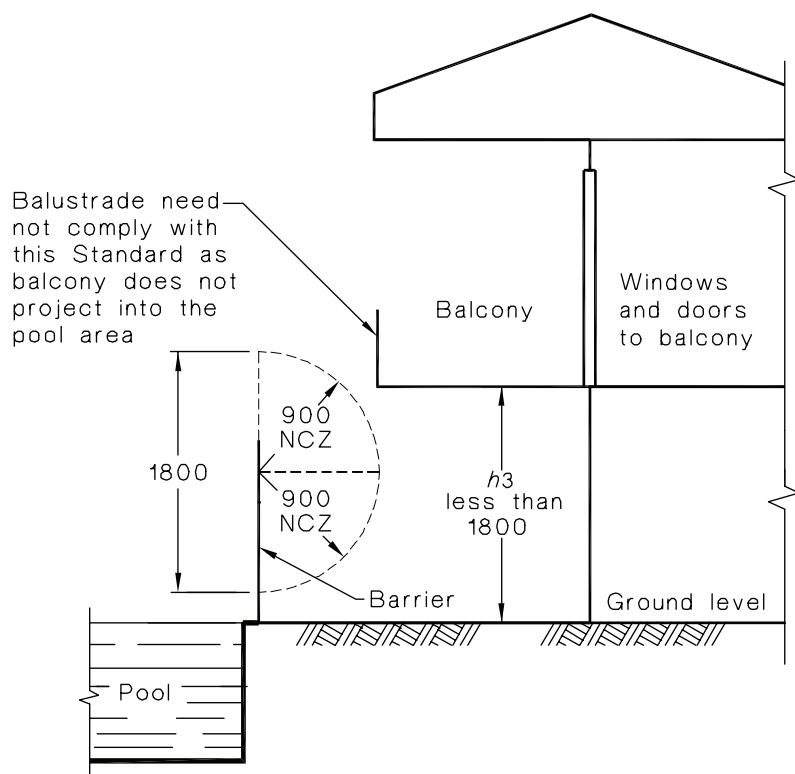 Balustrade need
not comply with
this Standard as
balcony does not
project into the
pool area
Balcony
Windows
and doors
to balcony
900
NCZ
1800
900
NCZ
h3
less than
1800
Barrier
Ground level
Pool